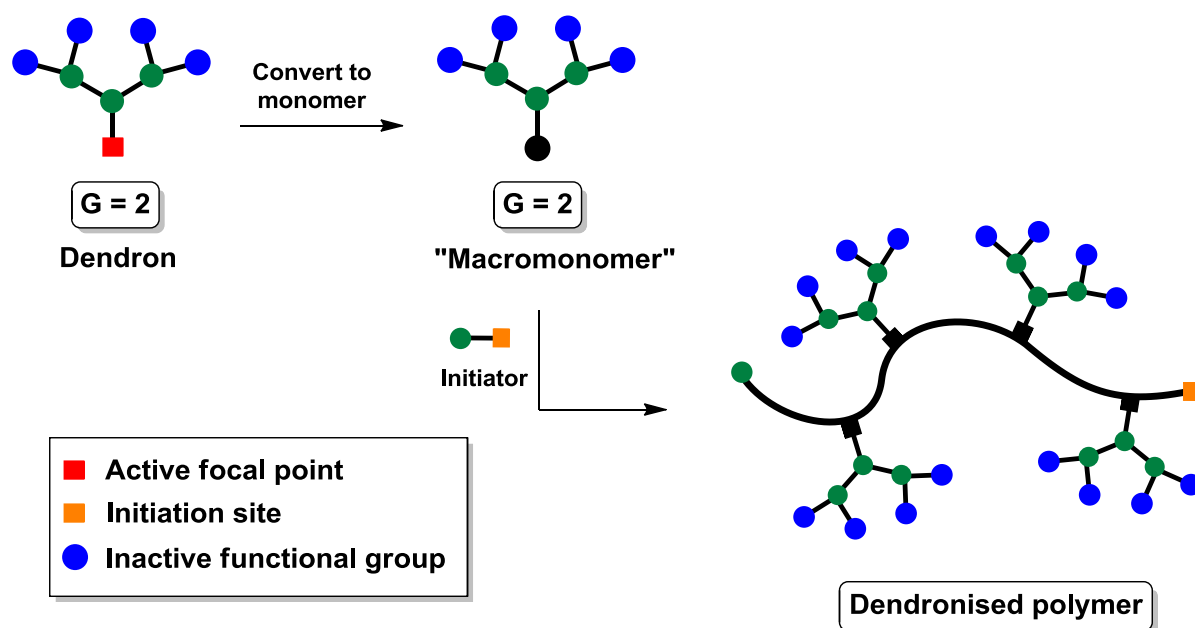 Convert to
monomer
G = 2
Dendron
G = 2
"Macromonomer"
Initiator
Active focal point
Initiation site
Inactive functional group
Dendronised polymer